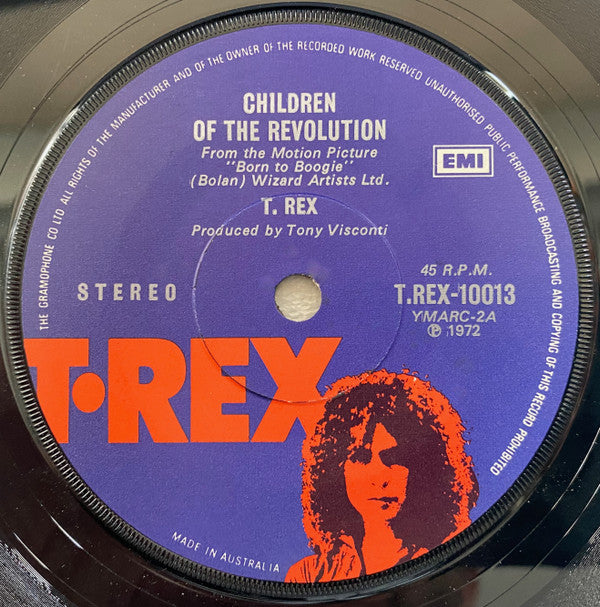 THE GRAMOPHONE CO LTD ALL RIGHTS OF THE MANUFACTURER AND OF THE OWNER OF THE RECORDED WORK RESERVED UNAUTHORISED PUBLIC PERFORMANCE BROADCASTING AND COPYING OF THIS RECORD PROHIBITED
CHILDREN
OF THE REVOLUTION
From the Motion Picture
"Born to Boogie"
(Bolan) Wizard Artists Ltd.
EMI
T. REX
Produced by Tony Visconti
STEREO
45 R.P.M.
T.REX-10013
YMARC-2A
℗ 1972
T•REX
MADE IN AUSTRALIA